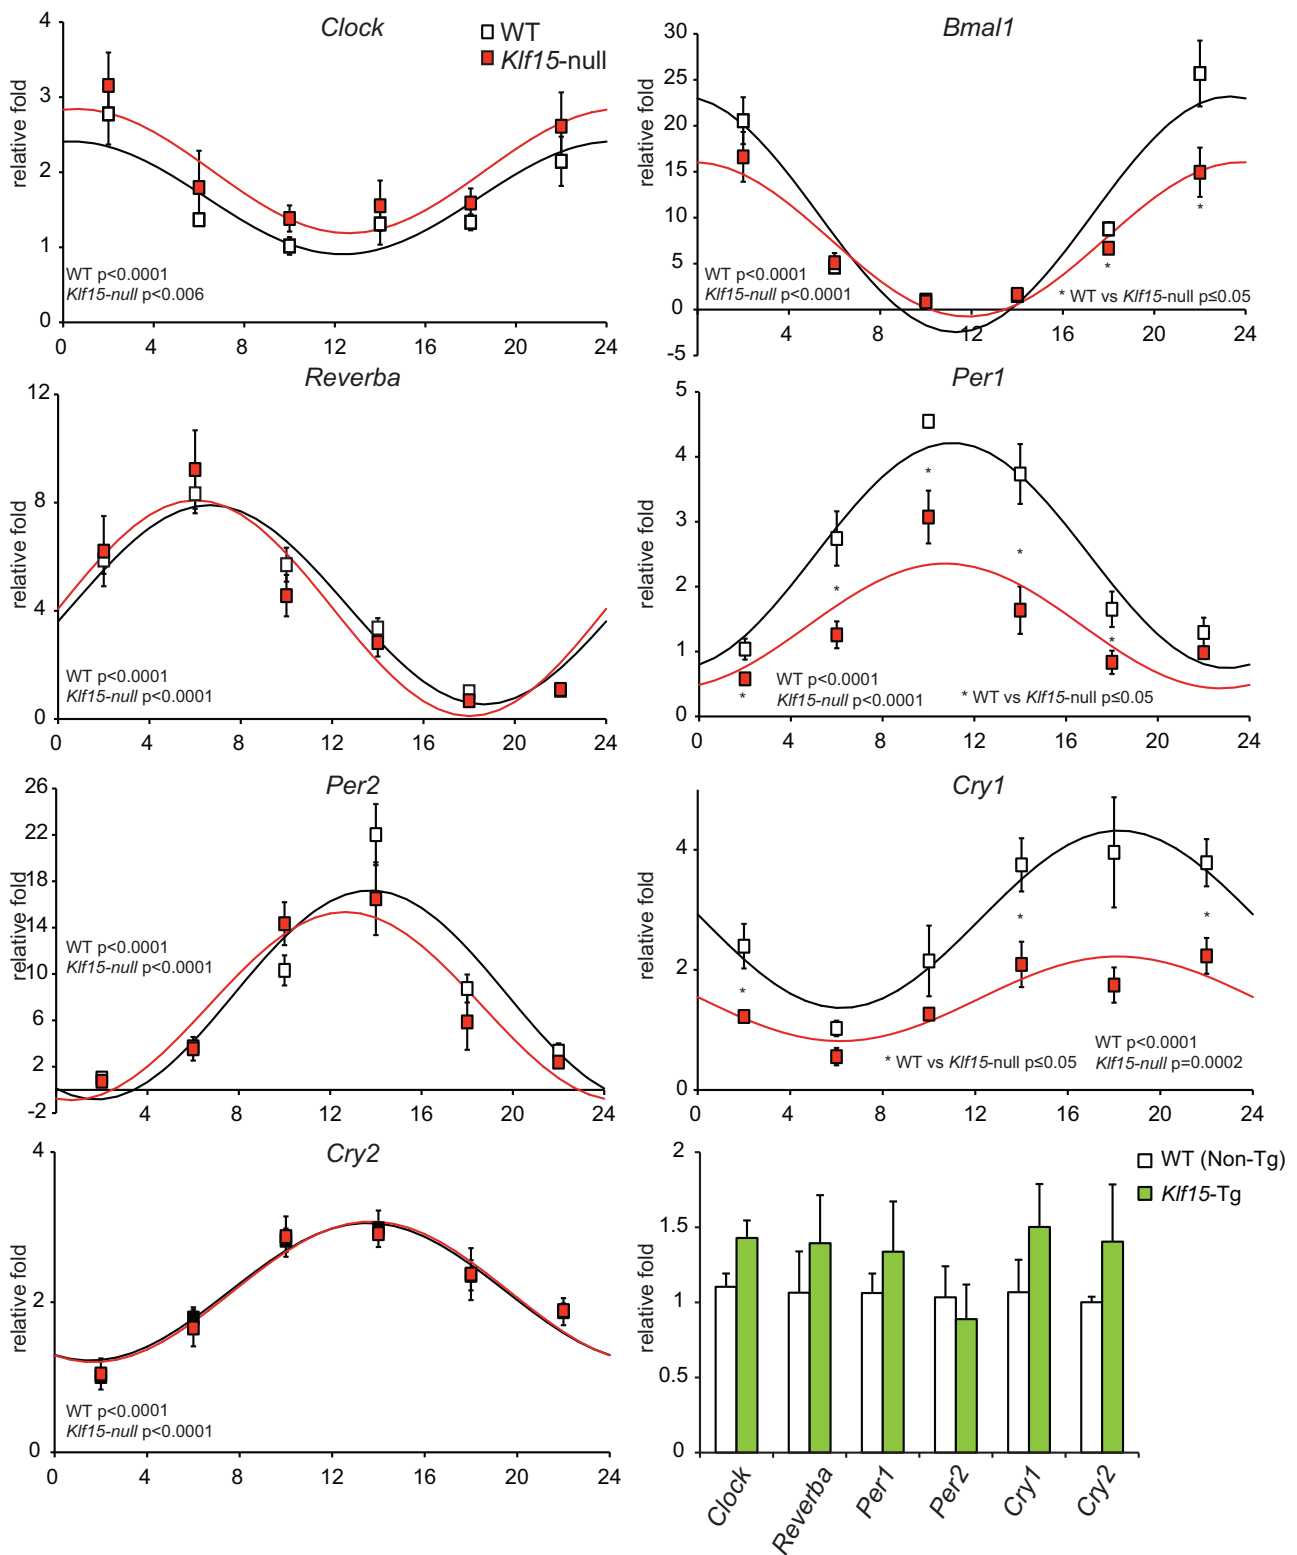 Clock
WT
Klf15-null
relative fold
4
3
2
1
0
0 4 8 12 16 20 24
WT p<0.0001
Klf15-null p<0.006
Bmal1
relative fold
30
25
20
15
10
5
0
-5
4 8 12 16 20 24
WT p<0.0001
Klf15-null p<0.0001
*
*
* WT vs Klf15-null p≤0.05
Reverba
relative fold
12
8
4
0
0 4 8 12 16 20 24
WT p<0.0001
Klf15-null p<0.0001
Per1
relative fold
5
4
3
2
1
0
0 4 8 12 16 20 24
* * * * *
WT p<0.0001
Klf15-null p<0.0001
* WT vs Klf15-null p≤0.05
Per2
relative fold
26
22
18
14
10
6
2
-2
0 4 8 12 16 20 24
WT p<0.0001
Klf15-null p<0.0001
Cry1
relative fold
4
2
0
0 4 8 12 16 20 24
* * *
* WT vs Klf15-null p≤0.05
WT p<0.0001
Klf15-null p=0.0002
Cry2
relative fold
4
2
0
0 4 8 12 16 20 24
WT p<0.0001
Klf15-null p<0.0001
WT (Non-Tg)
Klf15-Tg
relative fold
2
1.5
1
0.5
0
Clock Reverba Per1 Per2 Cry1 Cry2